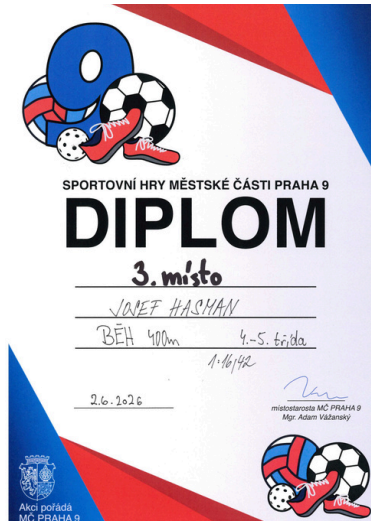 9
SPORTOVNÍ HRY MĚSTSKÉ ČÁSTI PRAHA 9
DIPLOM
3. místo
JOSEF HASMAN
BĚH 400m 4.-5. třída
1:16,42
2.6.2026
místostarosta MČ PRAHA 9
Mgr. Adam Vážanský
Akci pořádá
MČ PRAHA 9